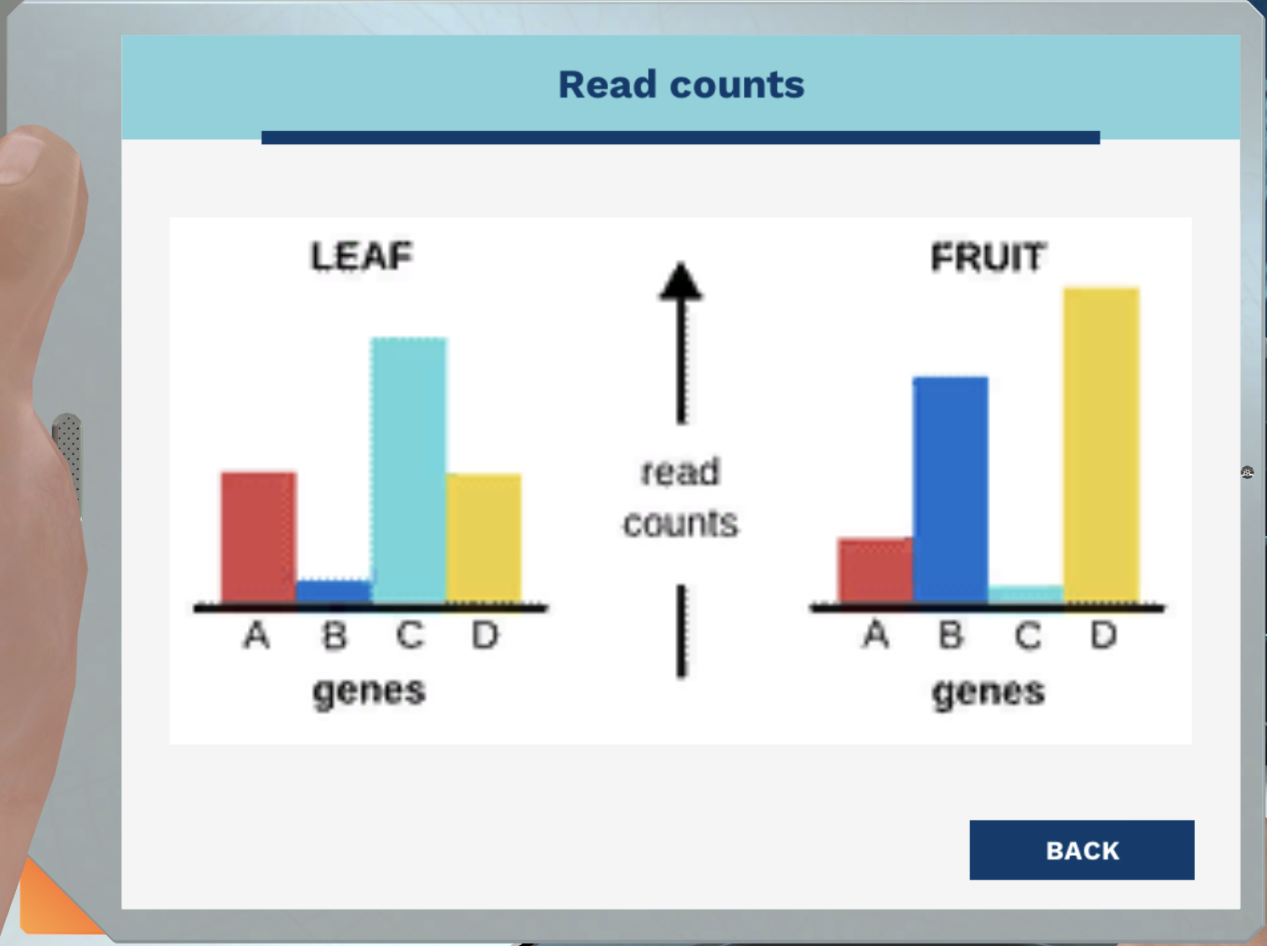 Read counts
LEAF
FRUIT
read
counts
A B C D
A B C D
genes
genes
BACK